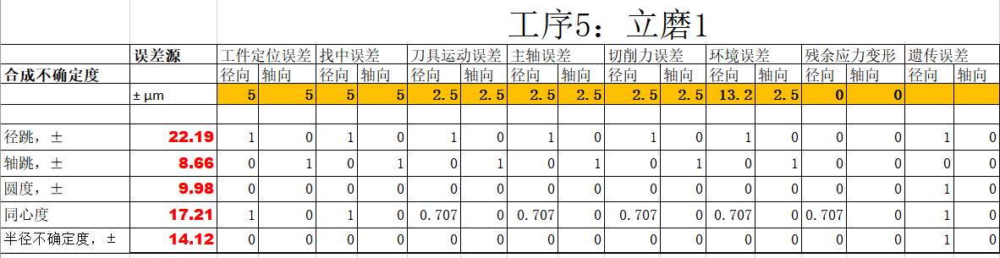 工序5：立磨1
误差源 工件定位误差 找中误差 刀具运动误差 主轴误差 切削力误差 环境误差 残余应力变形 遗传误差
合成不确定度 径向 轴向 径向 轴向 径向 轴向 径向 轴向 径向 轴向 径向 轴向 径向 轴向 径向 轴向
± μm 5 5 5 5 2.5 2.5 2.5 2.5 2.5 2.5 13.2 2.5 0 0
径跳，± 22.19 1 0 1 0 1 0 1 0 1 0 1 0 1 0
轴跳，± 8.66 0 1 0 1 0 1 0 1 0 1 0 1 0 0 0
圆度，± 9.98 0 0 0 0 0 0 0 0 0 0 0 0 0 1 0
同心度 17.21 1 0 1 0 0.707 0 0.707 0 0.707 0 0.707 0 0.707 1 0
半径不确定度，± 14.12 0 0 0 0 0 0 0 0 0 0 0 0 0 1 0